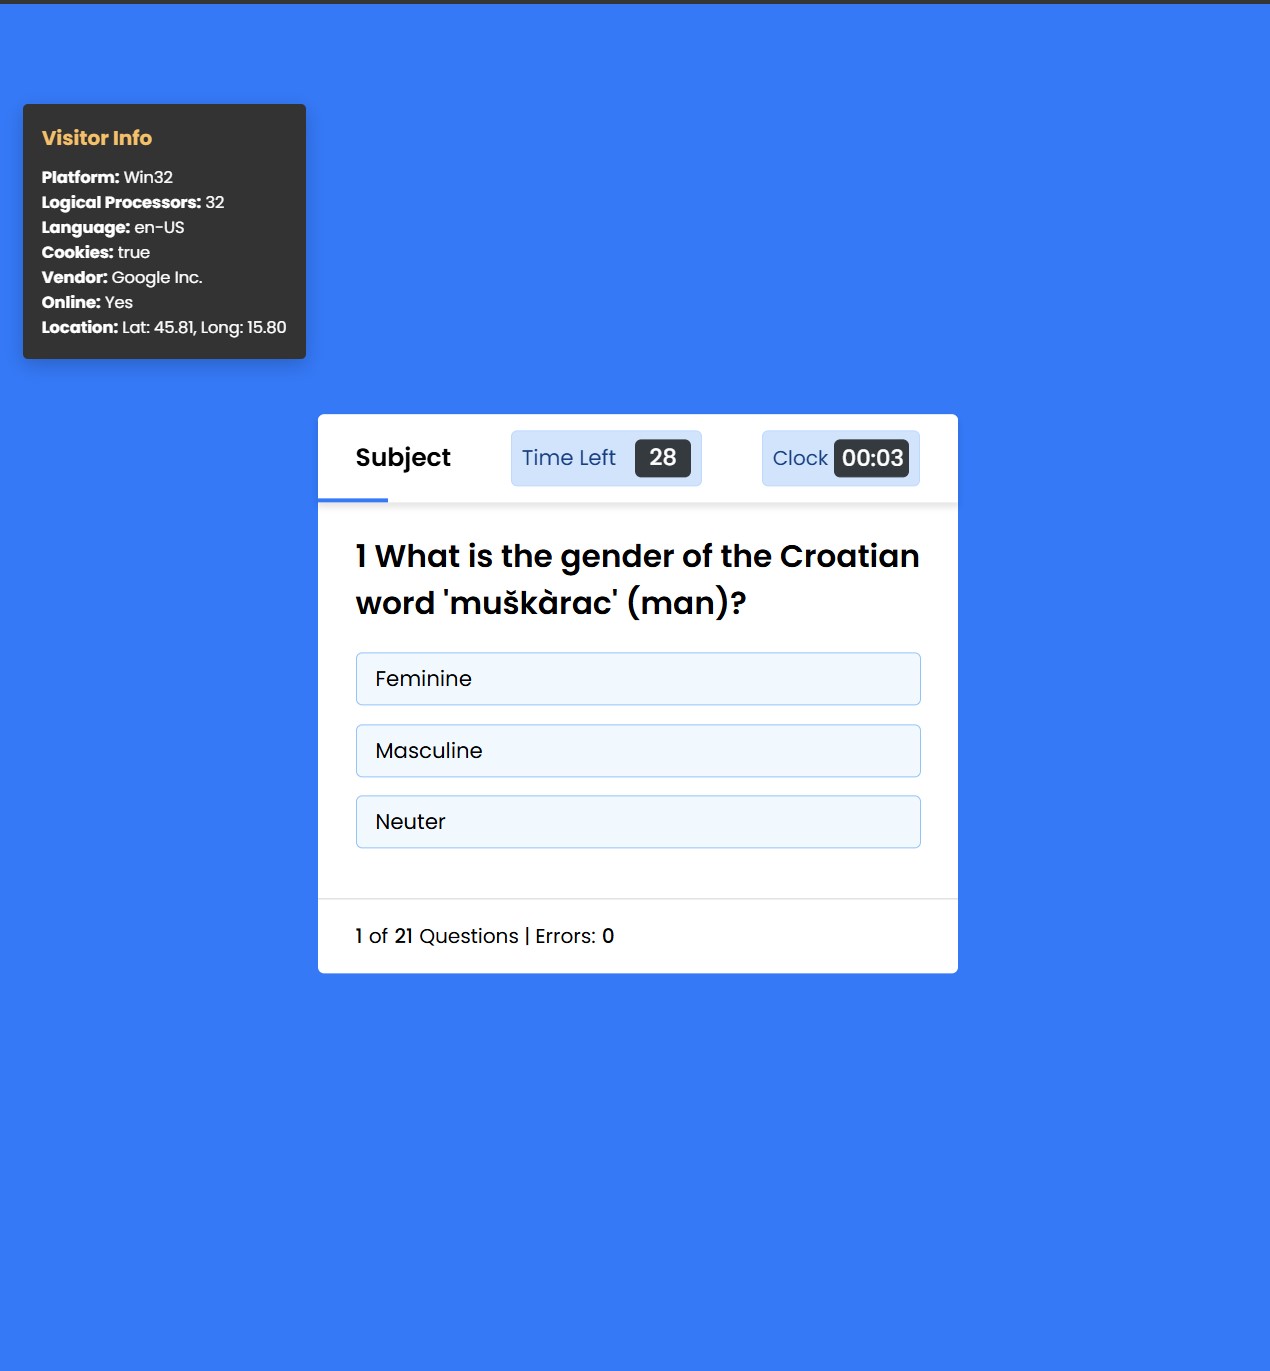 Visitor Info
Platform: Win32
Logical Processors: 32
Language: en-US
Cookies: true
Vendor: Google Inc.
Online: Yes
Location: Lat: 45.81, Long: 15.80
Subject
Time Left 28
Clock 00:03
1 What is the gender of the Croatian
word 'muškàrac' (man)?
Feminine
Masculine
Neuter
1 of 21 Questions | Errors: 0